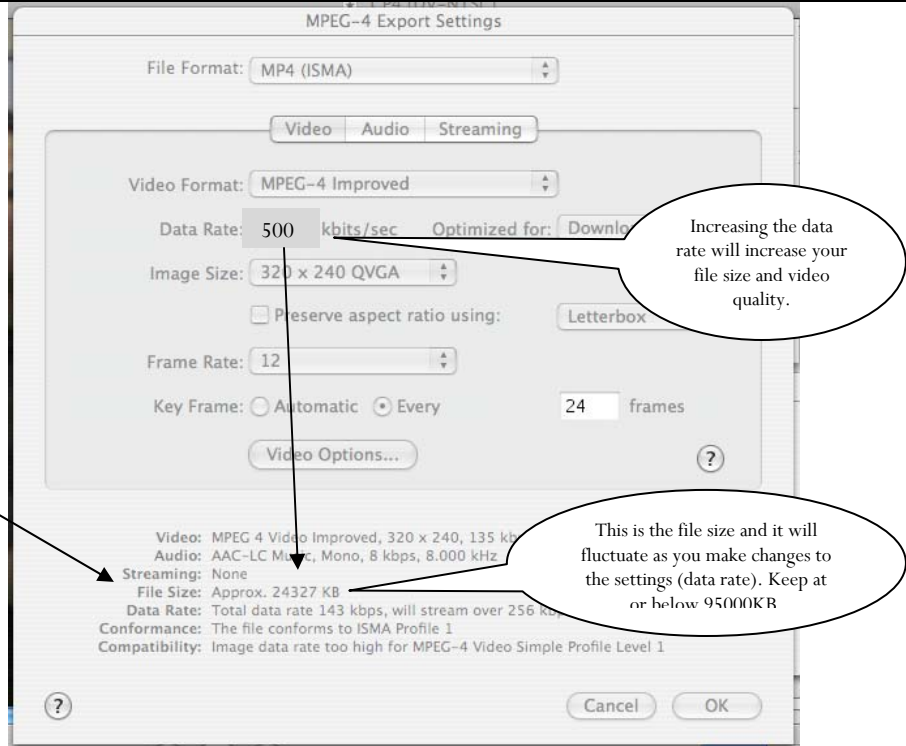 MPEG-4 Export Settings
File Format: MP4 (ISMA)
Video Audio Streaming
Video Format: MPEG-4 Improved
Data Rate: 500 kbits/sec Optimized for: Downlo
Increasing the data
rate will increase your
file size and video
quality.
Image Size: 320 x 240 QVGA
Preserve aspect ratio using: Letterbox
Frame Rate: 12
Key Frame: Automatic Every 24 frames
Video Options... ?
Video: MPEG 4 Video Improved, 320 x 240, 135 kb
Audio: AAC-LC Music, Mono, 8 kbps, 8.000 kHz
Streaming: None
File Size: Approx. 24327 KB
Data Rate: Total data rate 143 kbps, will stream over 256 kb
Conformance: The file conforms to ISMA Profile 1
Compatibility: Image data rate too high for MPEG-4 Video Simple Profile Level 1
This is the file size and it will
fluctuate as you make changes to
the settings (data rate). Keep at
or below 95000KB
? Cancel OK